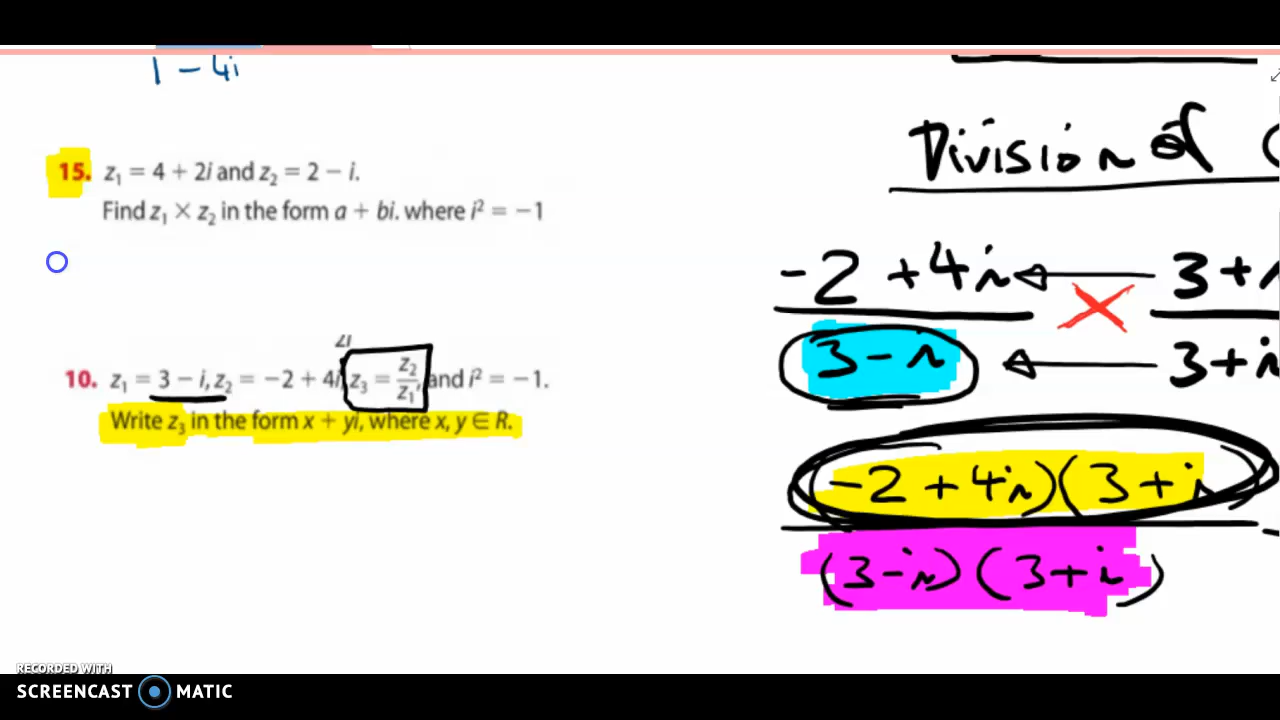 1 - 4i
15. z₁ = 4 + 2i and z₂ = 2 - i.
Find z₁ × z₂ in the form a + bi. where i² = -1
10. z₁ = 3 - i, z₂ = -2 + 4i, z₃ = z₂/z₁, and i² = -1.
Write z₃ in the form x + yi, where x, y ∈ R.
Division of
-2 + 4i ← 3 +
×
3 - i ← 3 + i
(-2 + 4i)(3 + i
(3 - i)(3 + i)
RECORDED WITH
SCREENCAST MATIC